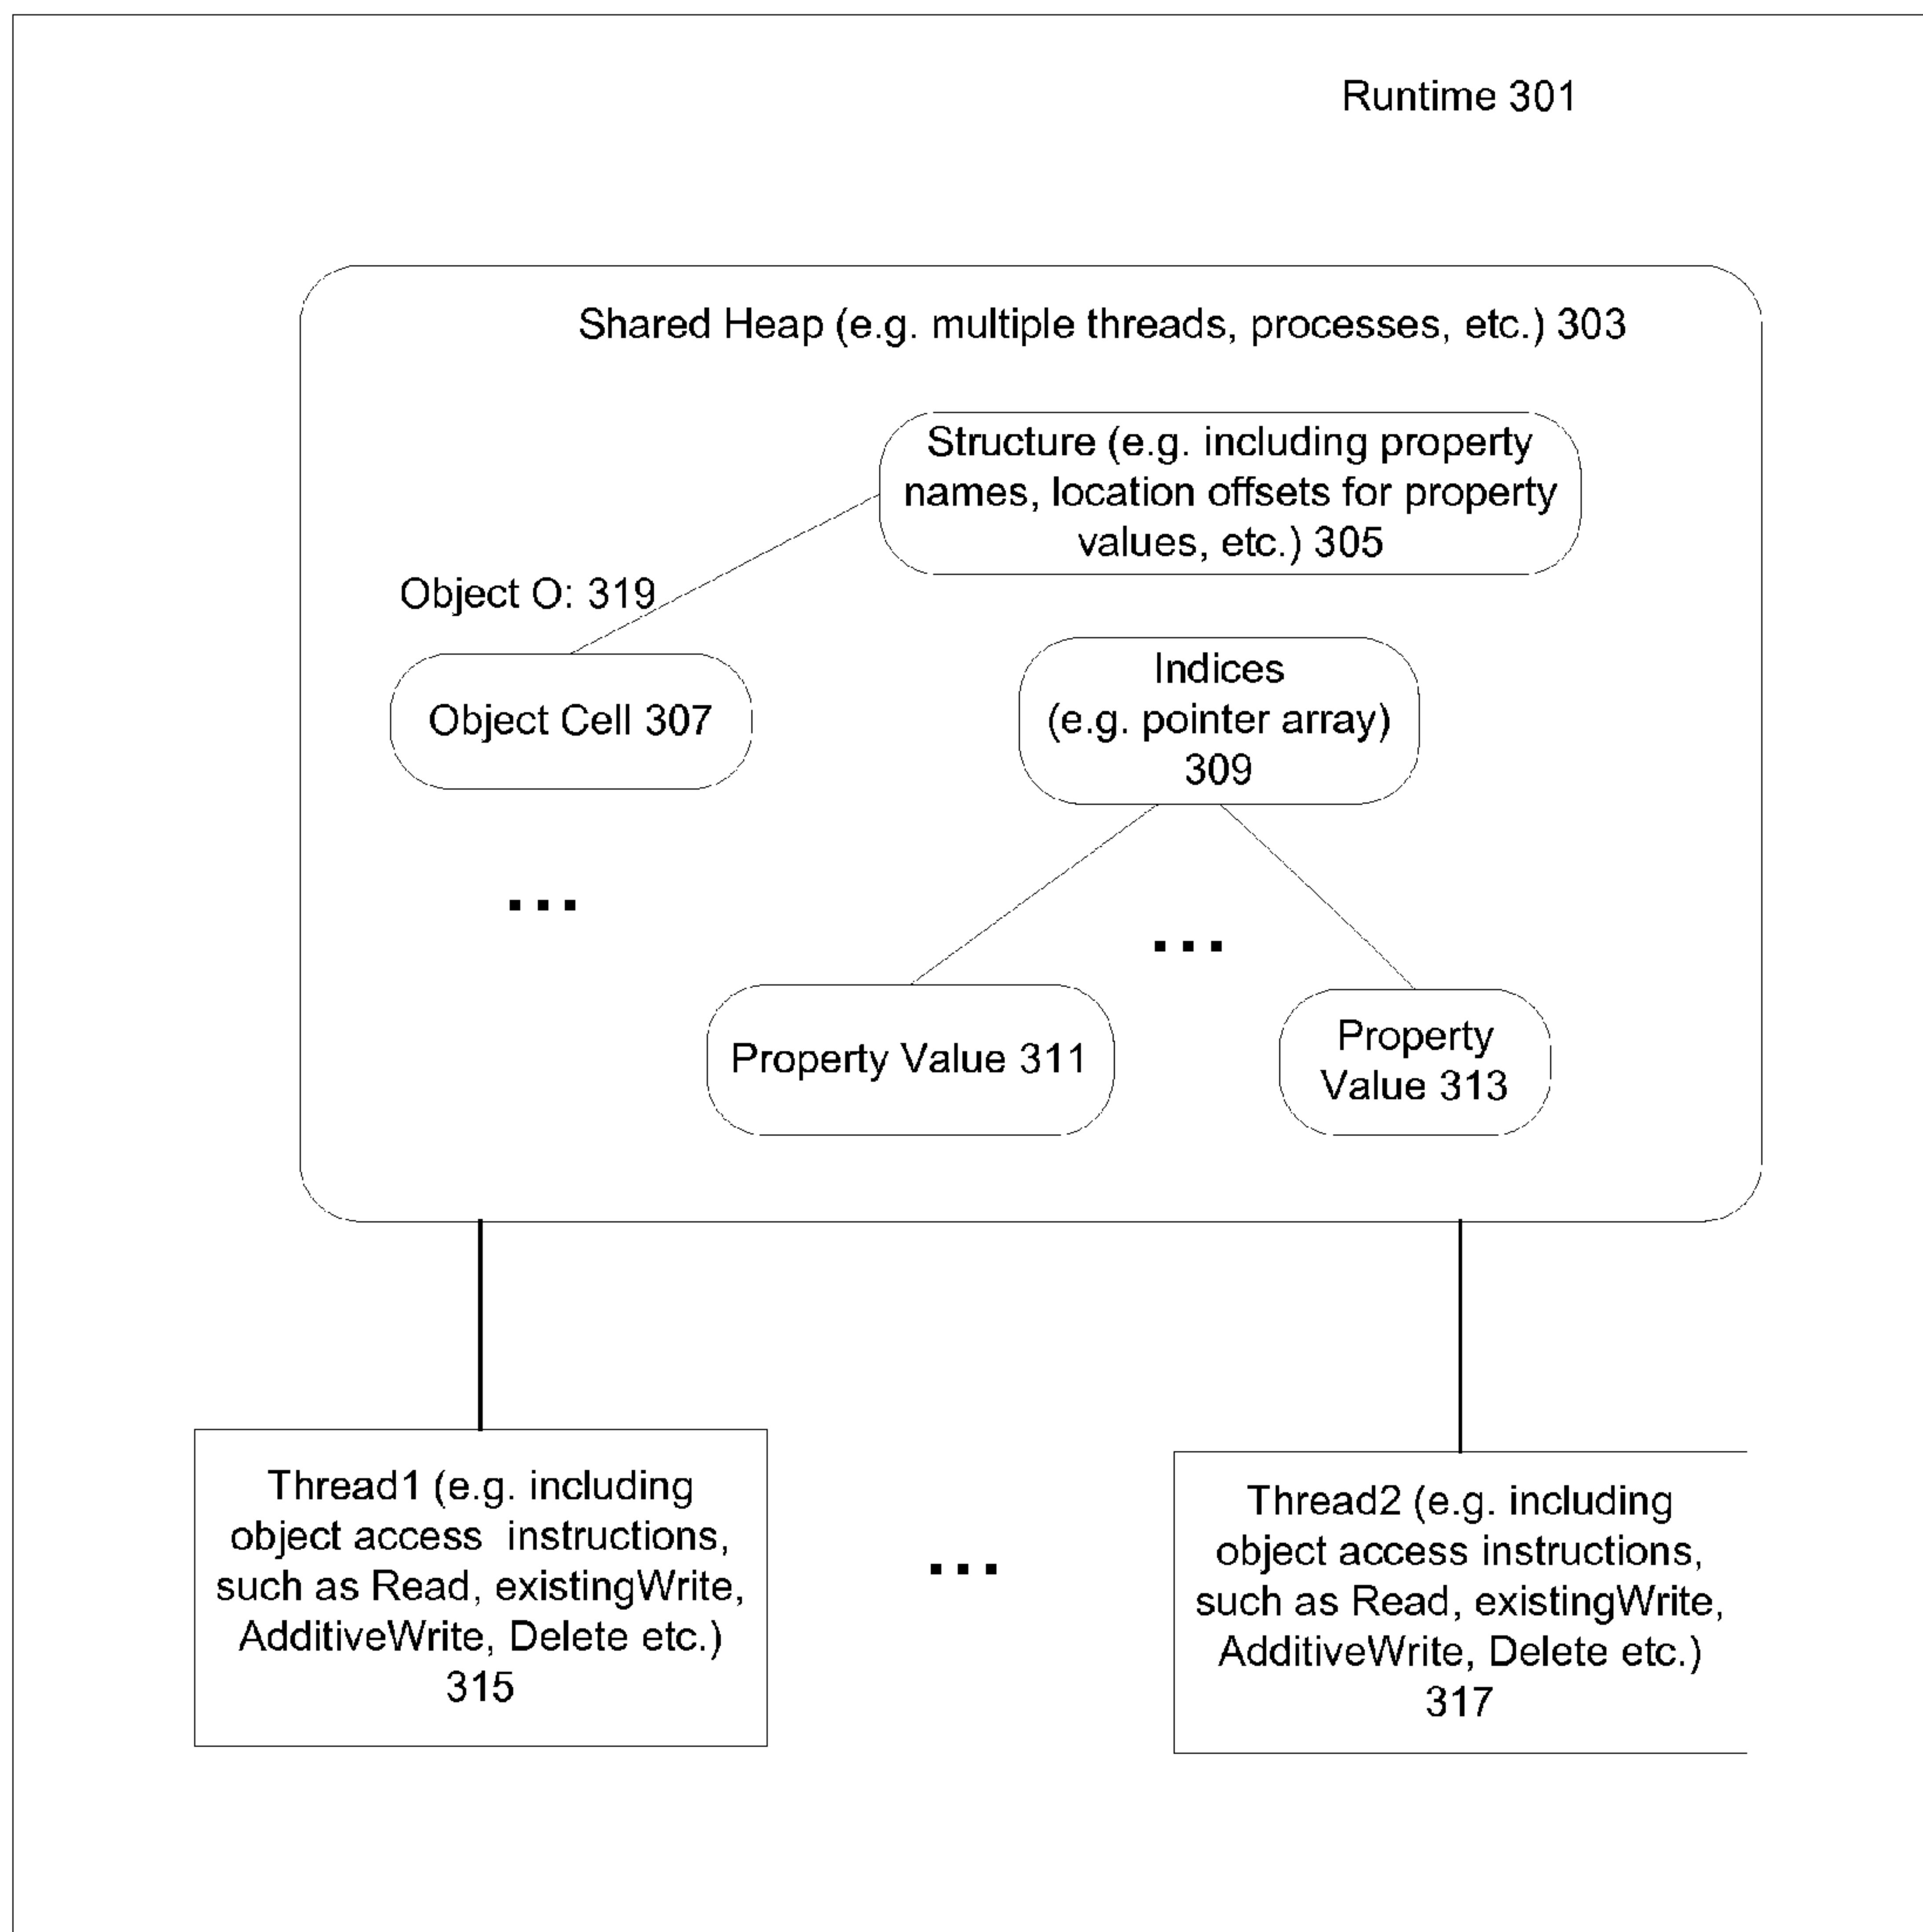 Runtime 301
Shared Heap (e.g. multiple threads, processes, etc.) 303
Structure (e.g. including property
names, location offsets for property
values, etc.) 305
Object O: 319
Object Cell 307
Indices
(e.g. pointer array)
309
...
...
Property Value 311
Property
Value 313
Thread1 (e.g. including
object access  instructions,
such as Read, existingWrite,
AdditiveWrite, Delete etc.)
315
...
Thread2 (e.g. including
object access instructions,
such as Read, existingWrite,
AdditiveWrite, Delete etc.)
317